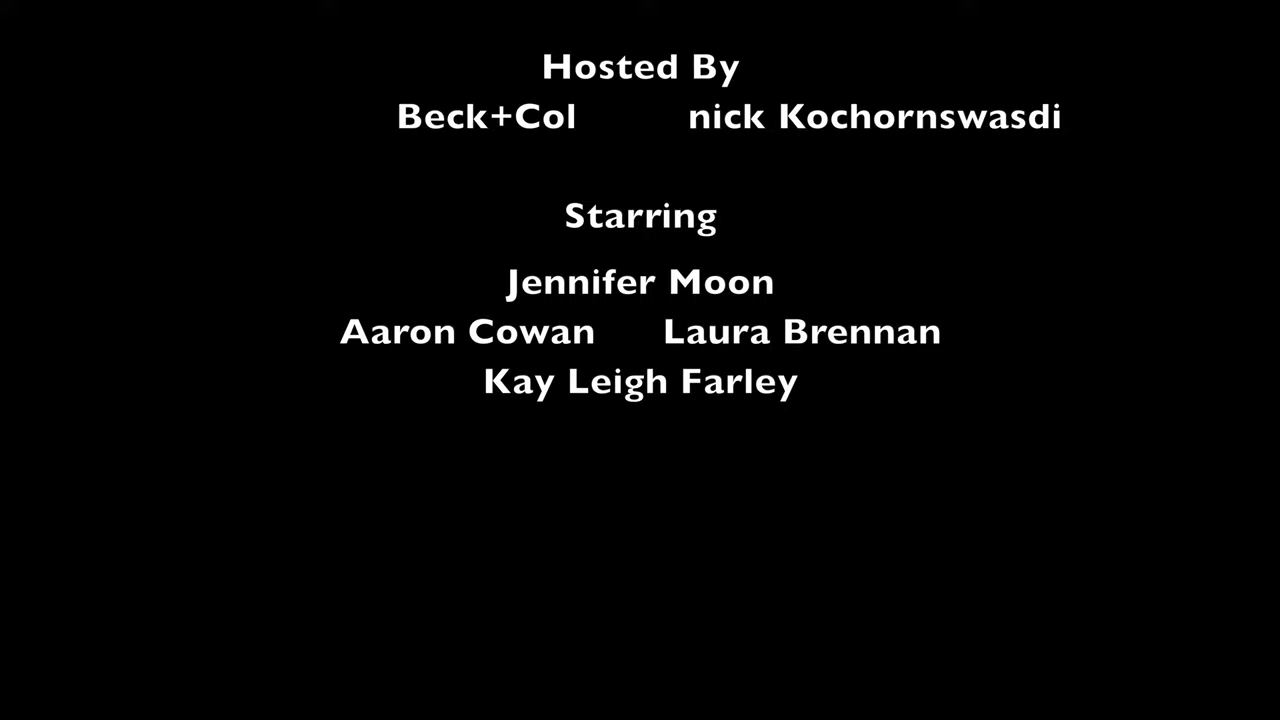 Hosted By
Beck+Col nick Kochornswasdi
Starring
Jennifer Moon
Aaron Cowan Laura Brennan
Kay Leigh Farley